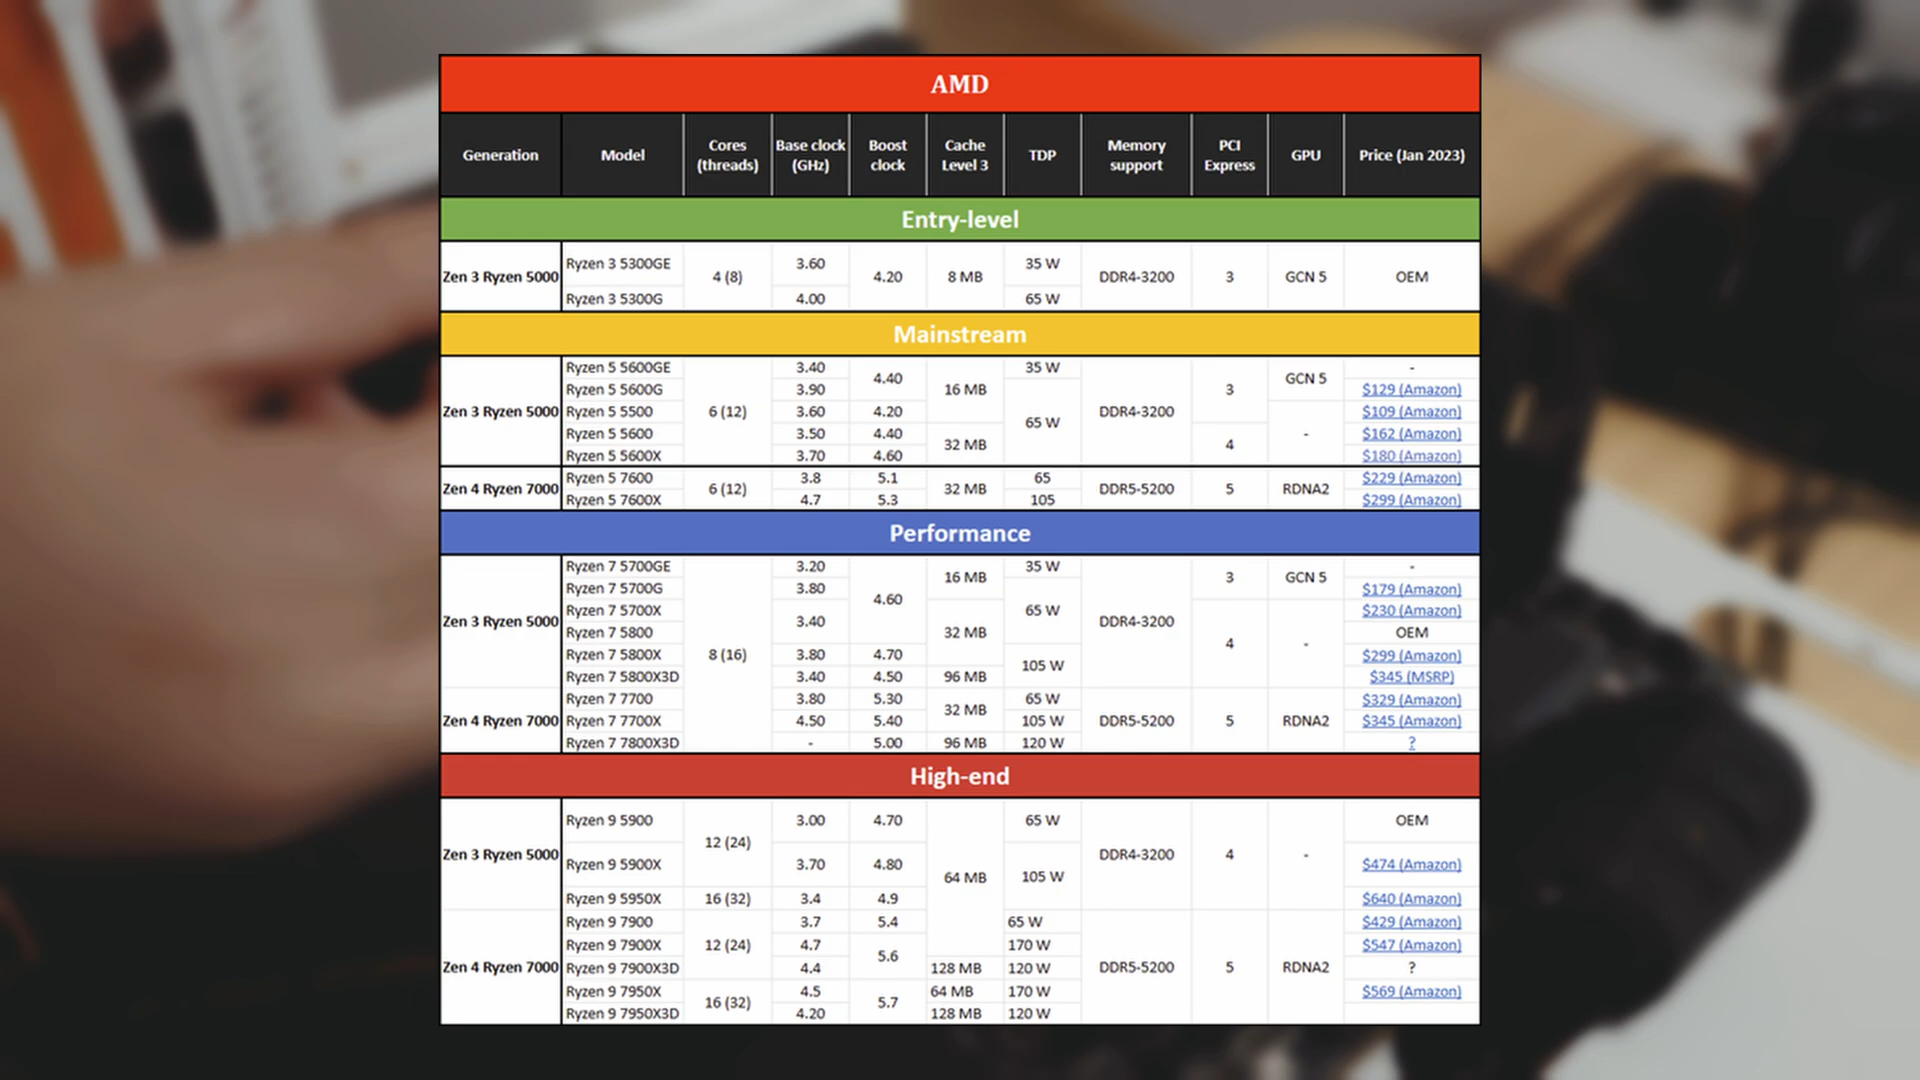 AMD
Generation Model Cores (threads) Base clock (GHz) Boost clock Cache Level 3 TDP Memory support PCI Express GPU Price (Jan 2023)
Entry-level
Zen 3 Ryzen 5000 Ryzen 3 5300GE 4 (8) 3.60 4.20 8 MB 35 W DDR4-3200 3 GCN 5 OEM
Ryzen 3 5300G 4.00 65 W
Mainstream
Zen 3 Ryzen 5000 Ryzen 5 5600GE 6 (12) 3.40 4.40 16 MB 35 W DDR4-3200 3 GCN 5 -
Ryzen 5 5600G 3.90 65 W $129 (Amazon)
Ryzen 5 5500 3.60 4.20 - $109 (Amazon)
Ryzen 5 5600 3.50 4.40 32 MB 4 $162 (Amazon)
Ryzen 5 5600X 3.70 4.60 $180 (Amazon)
Zen 4 Ryzen 7000 Ryzen 5 7600 6 (12) 3.8 5.1 32 MB 65 DDR5-5200 5 RDNA2 $229 (Amazon)
Ryzen 5 7600X 4.7 5.3 105 $299 (Amazon)
Performance
Zen 3 Ryzen 5000 Ryzen 7 5700GE 8 (16) 3.20 4.60 16 MB 35 W DDR4-3200 3 GCN 5 -
Ryzen 7 5700G 3.80 65 W $179 (Amazon)
Ryzen 7 5700X 3.40 32 MB 4 - $230 (Amazon)
Ryzen 7 5800 OEM
Ryzen 7 5800X 3.80 4.70 105 W $299 (Amazon)
Ryzen 7 5800X3D 3.40 4.50 96 MB $345 (MSRP)
Zen 4 Ryzen 7000 Ryzen 7 7700 3.80 5.30 32 MB 65 W DDR5-5200 5 RDNA2 $329 (Amazon)
Ryzen 7 7700X 4.50 5.40 105 W $345 (Amazon)
Ryzen 7 7800X3D - 5.00 96 MB 120 W ?
High-end
Zen 3 Ryzen 5000 Ryzen 9 5900 12 (24) 3.00 4.70 64 MB 65 W DDR4-3200 4 - OEM
Ryzen 9 5900X 3.70 4.80 105 W $474 (Amazon)
Ryzen 9 5950X 16 (32) 3.4 4.9 $640 (Amazon)
Zen 4 Ryzen 7000 Ryzen 9 7900 12 (24) 3.7 5.4 65 W DDR5-5200 5 RDNA2 $429 (Amazon)
Ryzen 9 7900X 4.7 5.6 170 W $547 (Amazon)
Ryzen 9 7900X3D 4.4 128 MB 120 W ?
Ryzen 9 7950X 16 (32) 4.5 5.7 64 MB 170 W $569 (Amazon)
Ryzen 9 7950X3D 4.20 128 MB 120 W